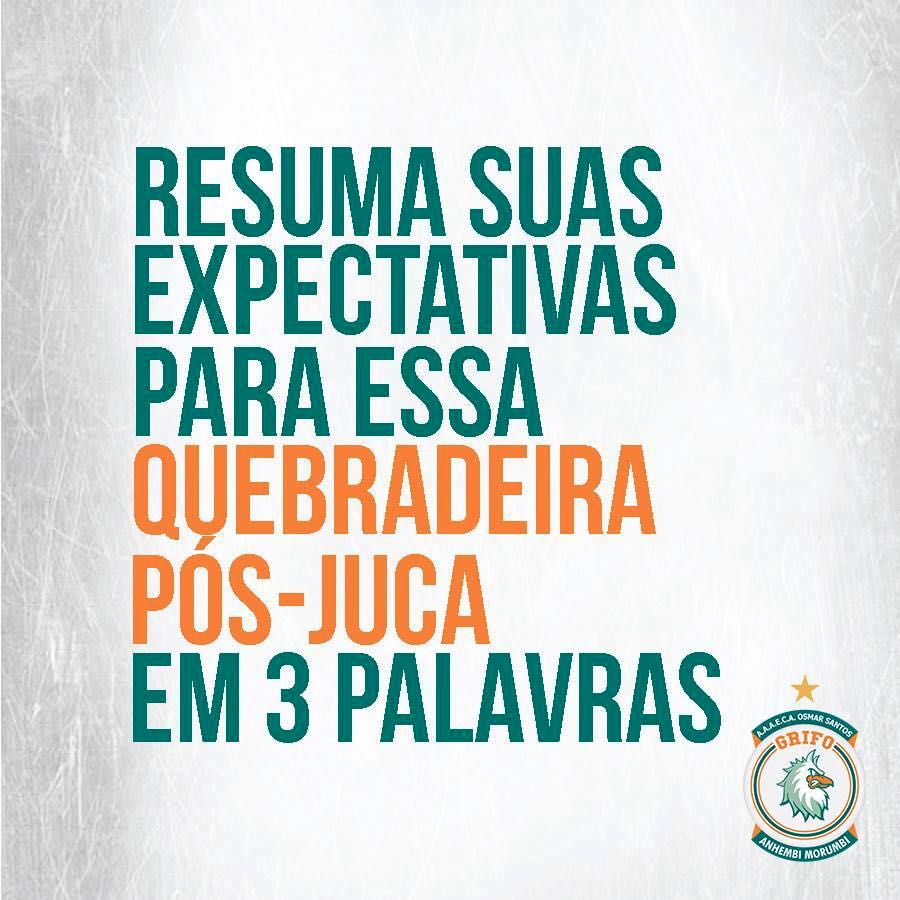 RESUMA SUAS
EXPECTATIVAS
PARA ESSA
QUEBRADEIRA
PÓS-JUCA
EM 3 PALAVRAS
A.A.A.E.C.A. OSMAR SANTOS
GRIFO
ANHEMBI MORUMBI